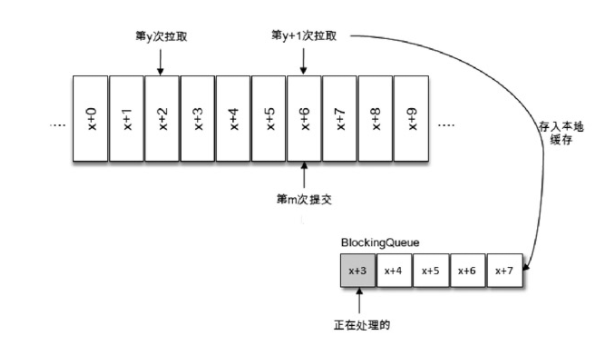 第y次拉取
第y+1次拉取
x+0
x+1
x+2
x+3
x+4
x+5
x+6
x+7
x+8
x+9
存入本地
缓存
第m次提交
BlockingQueue
x+3
x+4
x+5
x+6
x+7
正在处理的